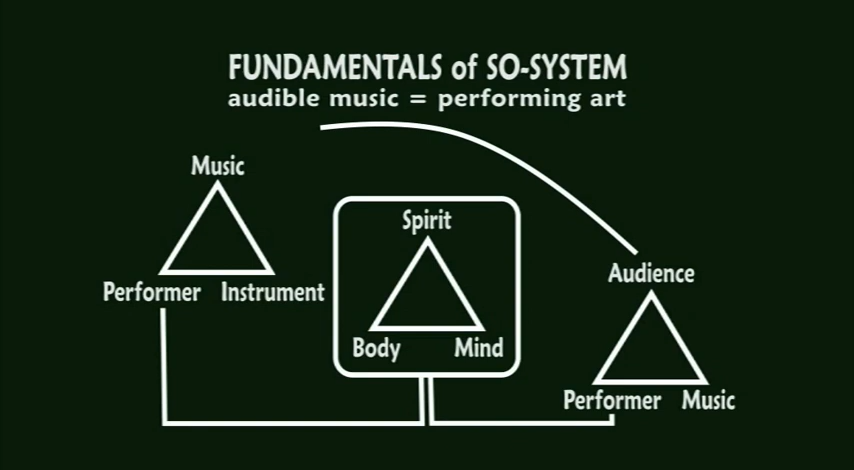 FUNDAMENTALS of SO-SYSTEM
audible music = performing art
Music
Performer Instrument
Spirit
Body Mind
Audience
Performer Music